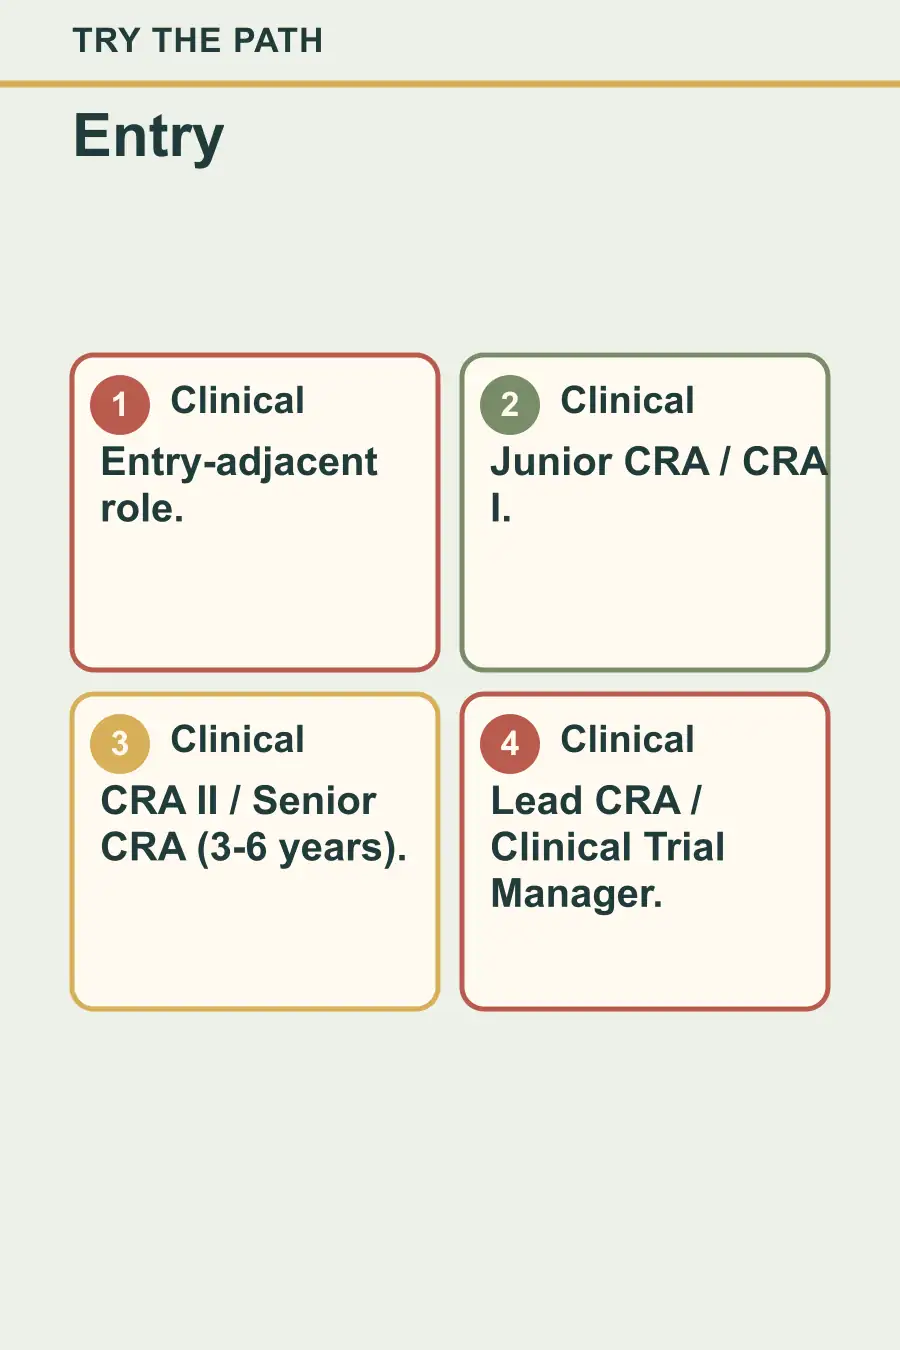 TRY THE PATH
Entry
1 Clinical
Entry-adjacent
role.
2 Clinical
Junior CRA / CRA
I.
3 Clinical
CRA II / Senior
CRA (3-6 years).
4 Clinical
Lead CRA /
Clinical Trial
Manager.